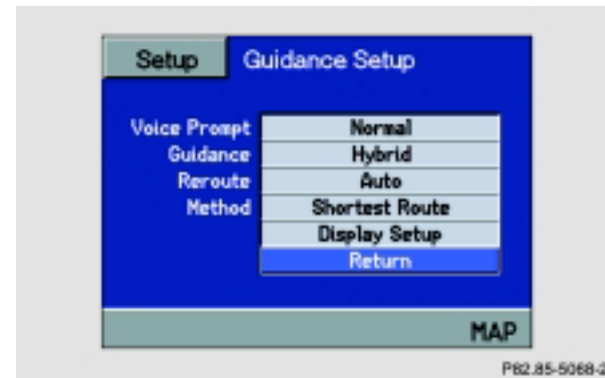 Setup Guidance Setup
Voice Prompt Normal
Guidance Hybrid
Reroute Auto
Method Shortest Route
Display Setup
Return
MAP
P82.85-5068-2